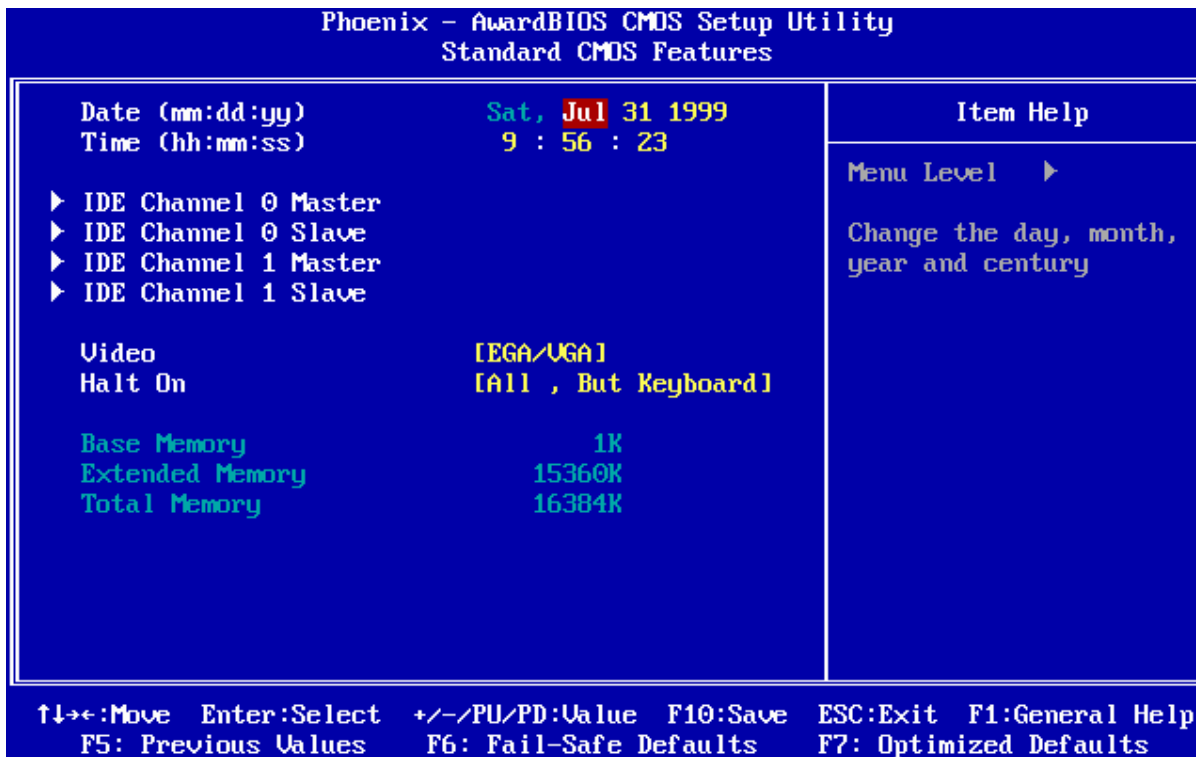 Phoenix - AwardBIOS CMOS Setup Utility
Standard CMOS Features
Date (mm:dd:yy) Sat, Jul 31 1999
Time (hh:mm:ss) 9 : 56 : 23
IDE Channel 0 Master
IDE Channel 0 Slave
IDE Channel 1 Master
IDE Channel 1 Slave
Video [EGA/VGA]
Halt On [All , But Keyboard]
Base Memory 1K
Extended Memory 15360K
Total Memory 16384K
Item Help
Menu Level
Change the day, month,
year and century
↑↓→←:Move Enter:Select +/-/PU/PD:Value F10:Save ESC:Exit F1:General Help
F5: Previous Values F6: Fail-Safe Defaults F7: Optimized Defaults